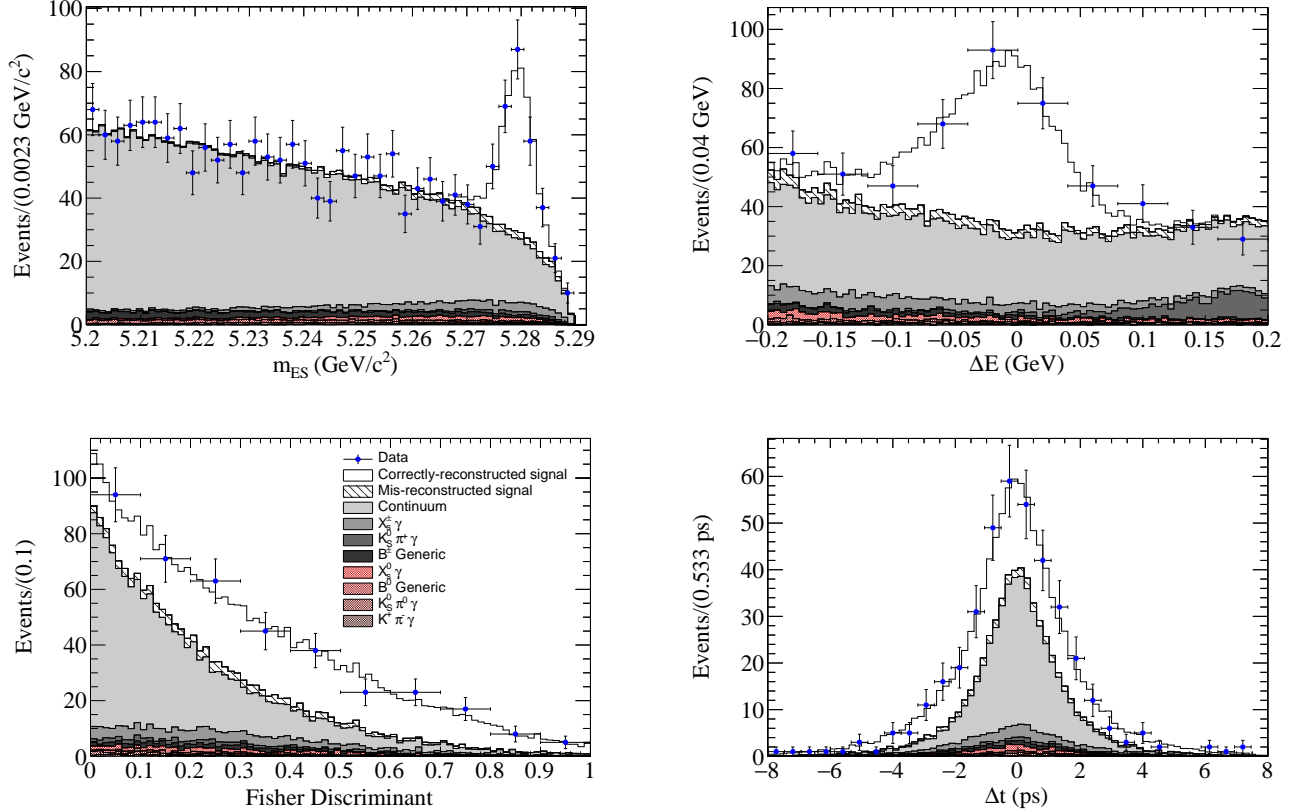 Events/(0.0023 GeV/c²)
100
80
60
40
20
0
5.2 5.21 5.22 5.23 5.24 5.25 5.26 5.27 5.28 5.29
m_ES (GeV/c²)
Events/(0.04 GeV)
100
80
60
40
20
0
−0.2 −0.15 −0.1 −0.05 0 0.05 0.1 0.15 0.2
ΔE (GeV)
Events/(0.1)
100
80
60
40
20
0
0 0.1 0.2 0.3 0.4 0.5 0.6 0.7 0.8 0.9 1
Fisher Discriminant
Data
Correctly-reconstructed signal
Mis-reconstructed signal
Continuum
X_s^± γ
K_S^0 π^+ γ
B^± Generic
X_s^0 γ
B^0 Generic
K_S^0 π^0 γ
K^+ π^- γ
Events/(0.533 ps)
60
50
40
30
20
10
0
−8 −6 −4 −2 0 2 4 6 8
Δt (ps)